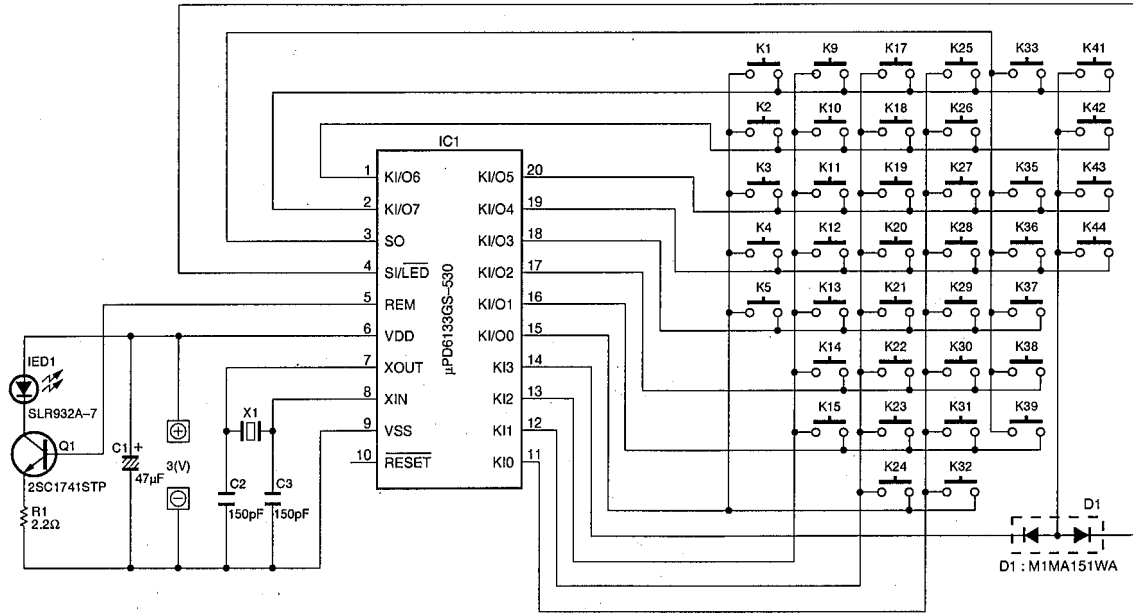 K1 K9 K17 K25 K33 K41
K2 K10 K18 K26 K42
IC1
1 KI/O6 KI/O5 20
K3 K11 K19 K27 K35 K43
2 KI/O7 KI/O4 19
3 SO KI/O3 18
K4 K12 K20 K28 K36 K44
4 SI/LED KI/O2 17
5 REM KI/O1 16
K5 K13 K21 K29 K37
6 VDD KI/O0 15
7 XOUT KI3 14
K14 K22 K30 K38
8 XIN KI2 13
9 VSS KI1 12
K15 K23 K31 K39
10 RESET KI0 11
μPD6133GS–530
K24 K32
IED1
SLR932A–7
Q1
2SC1741STP
R1
2.2Ω
C1 +
47μF
+
3(V)
−
X1
C2
150pF
C3
150pF
D1
D1 : M1MA151WA